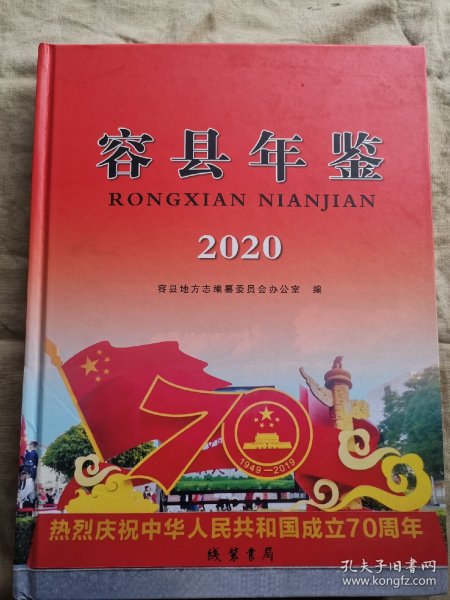 容县年鉴
RONGXIAN NIANJIAN
2020
容县地方志编纂委员会办公室 编
70
1949—2019
热烈庆祝中华人民共和国成立70周年
线装书局
孔夫子旧书网
www.kongfz.com